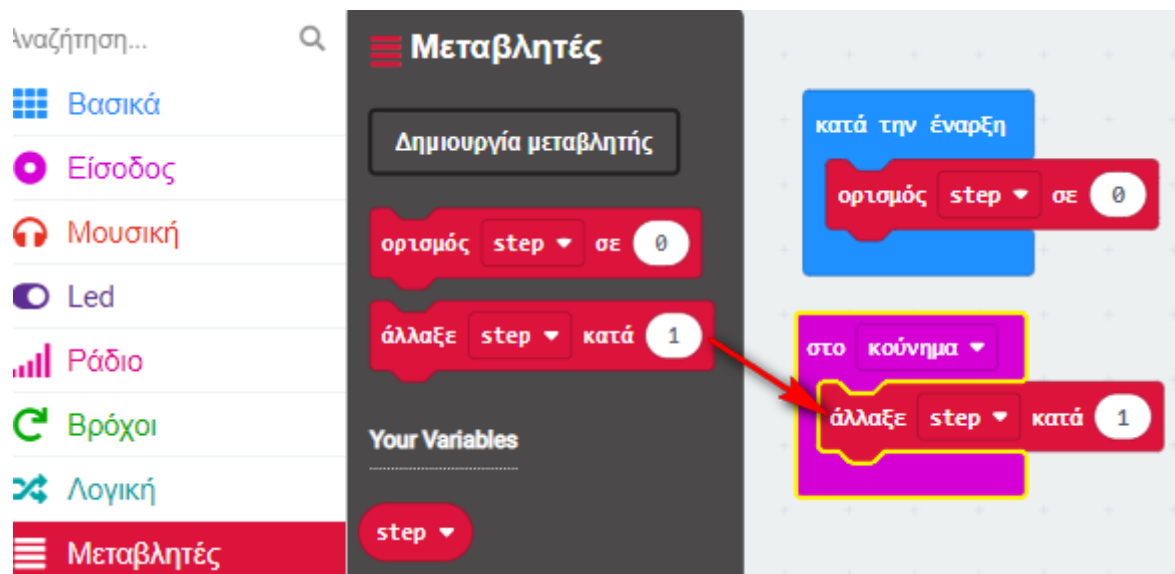 Αναζήτηση...
Βασικά
Είσοδος
Μουσική
Led
Ράδιο
Βρόχοι
Λογική
Μεταβλητές
Μεταβλητές
Δημιουργία μεταβλητής
ορισμός step σε 0
άλλαξε step κατά 1
Your Variables
step
κατά την έναρξη
ορισμός step σε 0
στο κούνημα
άλλαξε step κατά 1